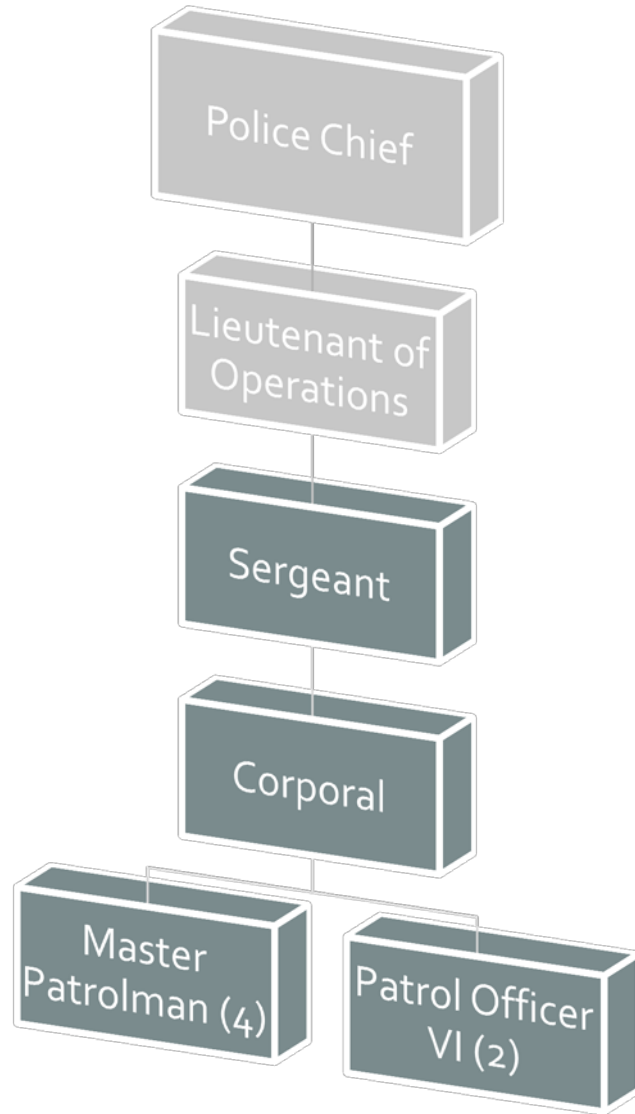 Police Chief
Lieutenant of
Operations
Sergeant
Corporal
Master
Patrolman (4)
Patrol Officer
VI (2)